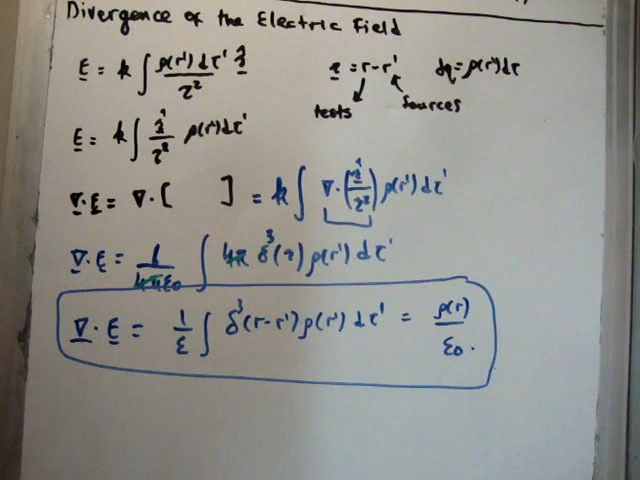 Divergence of the Electric Field
E = k ∫ ρ(r')dτ' / 𝓇² 𝓇̂    𝓇 = r - r'    dq = ρ(r')dτ
tests    Sources
E = k ∫ 𝓇̂ / 𝓇² ρ(r')dτ'
∇·E = ∇·[ ] = k ∫ ∇·(𝓇̂ / 𝓇²) ρ(r')dτ'
∇·E = 1 / 4πε₀ ∫ 4π δ³(𝓇) ρ(r') dτ'
∇·E = 1 / ε ∫ δ³(r-r') ρ(r') dτ' = ρ(r) / ε₀.